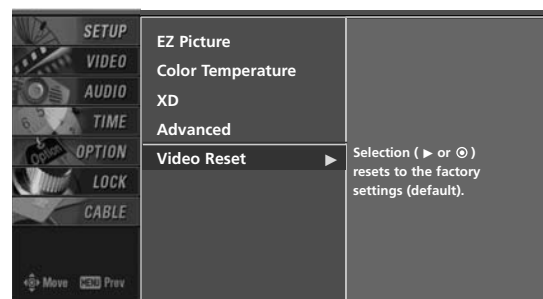 SETUP
VIDEO
AUDIO
TIME
OPTION
LOCK
CABLE
Move MENU Prev
EZ Picture
Color Temperature
XD
Advanced
Video Reset ▶
Selection ( ▶ or ◉ )
resets to the factory
settings (default).